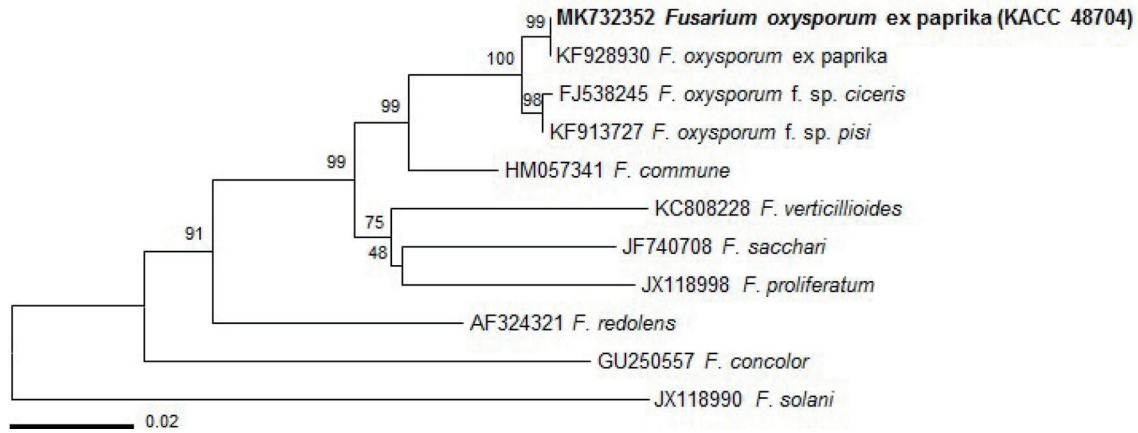 99 MK732352 Fusarium oxysporum ex paprika (KACC 48704)
100 KF928930 F. oxysporum ex paprika
98 FJ538245 F. oxysporum f. sp. ciceris
99
KF913727 F. oxysporum f. sp. pisi
99
HM057341 F. commune
KC808228 F. verticillioides
75
91
48 JF740708 F. sacchari
JX118998 F. proliferatum
AF324321 F. redolens
GU250557 F. concolor
JX118990 F. solani
0.02